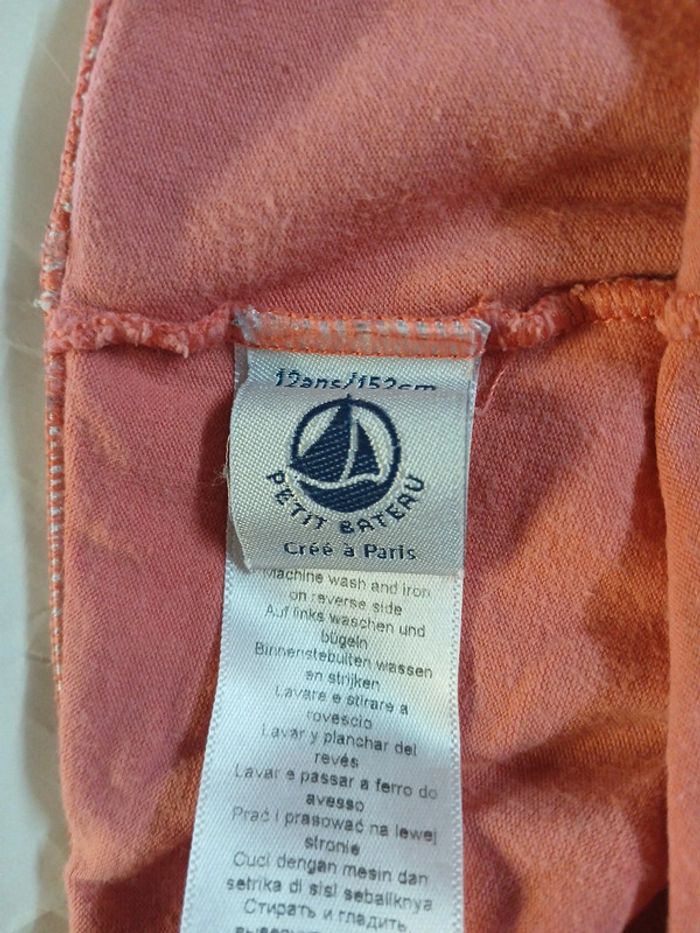 12ans/152cm
PETIT BATEAU
Créé à Paris
Machine wash and iron
on reverse side
Auf links waschen und
bügeln
Binnenstebuiten wassen
en strijken
Lavare e stirare a
rovescio
Lavar y planchar del
revés
Lavar e passar a ferro do
avesso
Prać i prasować na lewej
stronie
Cuci dengan mesin dan
setrika di sisi sebaliknya
Стирать и гладить